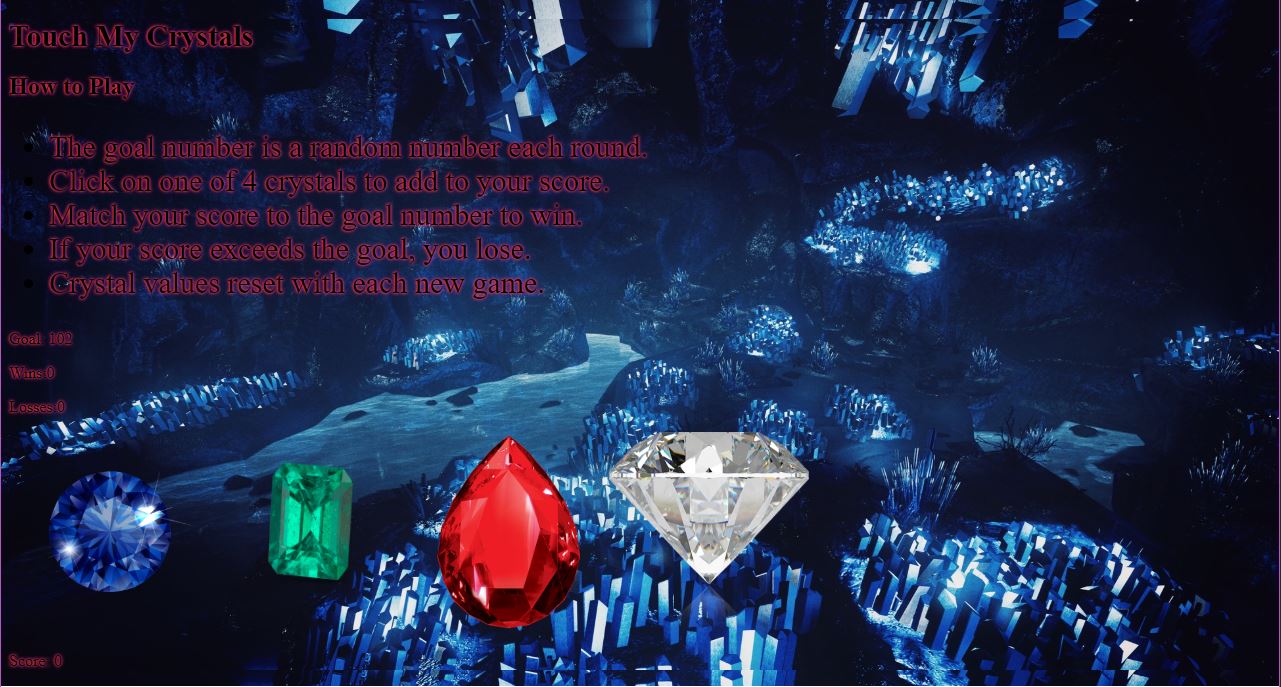 Touch My Crystals
How to Play
The goal number is a random number each round.
Click on one of 4 crystals to add to your score.
Match your score to the goal number to win.
If your score exceeds the goal, you lose.
Crystal values reset with each new game.
Goal: 102
Wins:0
Losses:0
Score: 0